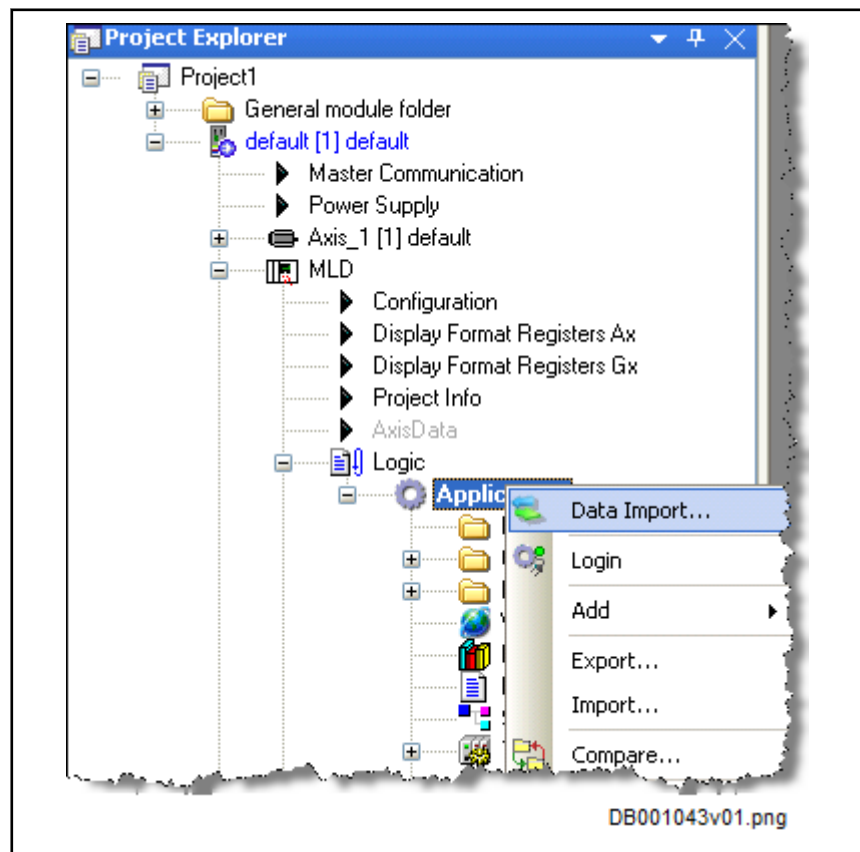 Project Explorer
Project1
General module folder
default [1] default
Master Communication
Power Supply
Axis_1 [1] default
MLD
Configuration
Display Format Registers Ax
Display Format Registers Gx
Project Info
AxisData
Logic
Data Import...
Login
Add
Export...
Import...
Compare...
DB001043v01.png